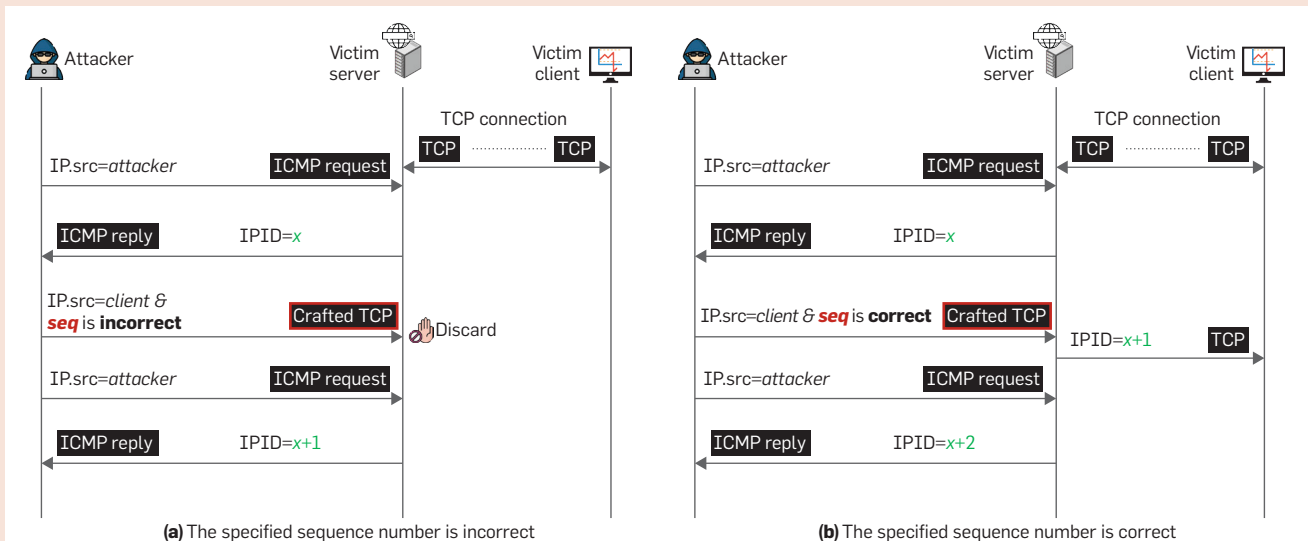 Attacker
Victim
server
Victim
client
TCP connection
TCP ........................ TCP
IP.src=attacker ICMP request
ICMP reply IPID=x
IP.src=client &
seq is incorrect Crafted TCP
Discard
IP.src=attacker ICMP request
ICMP reply IPID=x+1
(a) The specified sequence number is incorrect
Attacker
Victim
server
Victim
client
TCP connection
TCP ........................ TCP
IP.src=attacker ICMP request
ICMP reply IPID=x
IP.src=client & seq is correct Crafted TCP
IPID=x+1 TCP
IP.src=attacker ICMP request
ICMP reply IPID=x+2
(b) The specified sequence number is correct